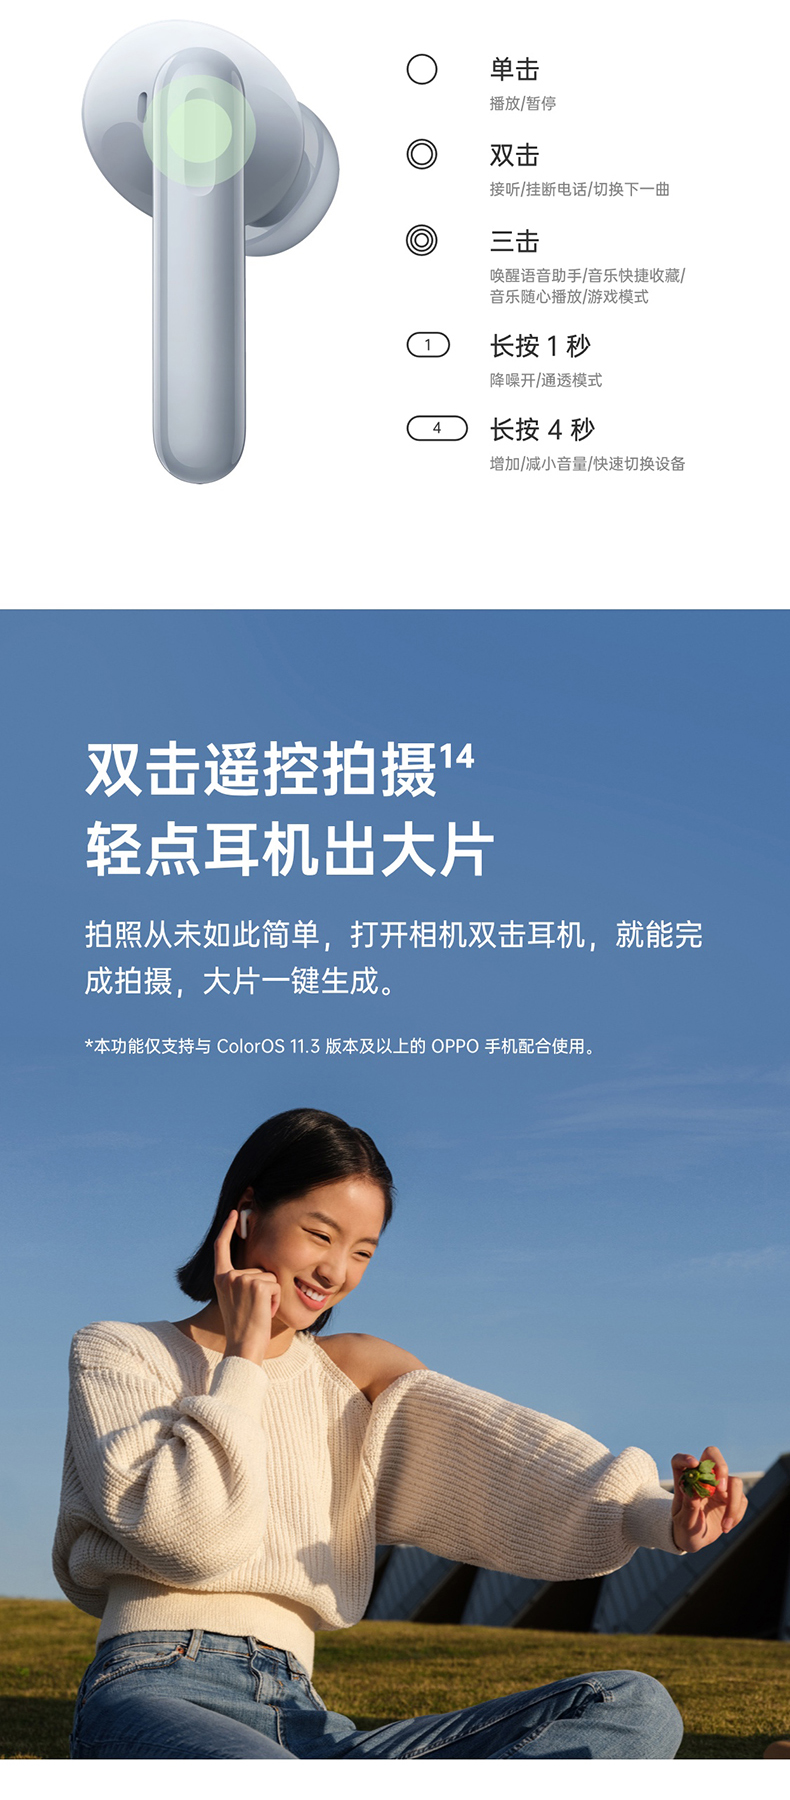 单击
播放/暂停
双击
接听/挂断电话/切换下一曲
三击
唤醒语音助手/音乐快捷收藏/
音乐随心播放/游戏模式
1
长按 1 秒
降噪开/通透模式
4
长按 4 秒
增加/减小音量/快速切换设备
双击遥控拍摄14
轻点耳机出大片
拍照从未如此简单，打开相机双击耳机，就能完
成拍摄，大片一键生成。
*本功能仅支持与 ColorOS 11.3 版本及以上的 OPPO 手机配合使用。